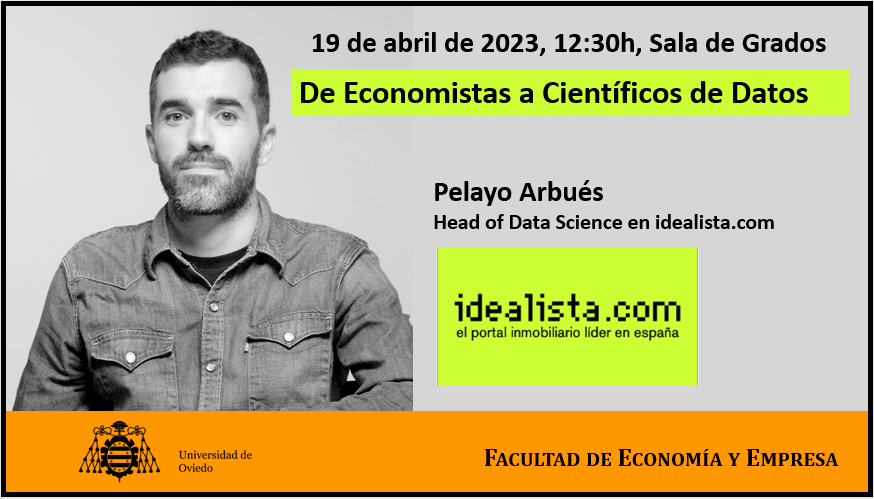 19 de abril de 2023, 12:30h, Sala de Grados
De Economistas a Científicos de Datos
Pelayo Arbués
Head of Data Science en idealista.com
idealista.com
el portal inmobiliario líder en españa
Universidad de
Oviedo
FACULTAD DE ECONOMÍA Y EMPRESA